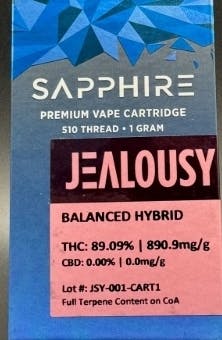 SAPPHIRE
PREMIUM VAPE CARTRIDGE
510 THREAD • 1 GRAM
JEALOUSY
BALANCED HYBRID
THC: 89.09% | 890.9mg/g
CBD: 0.00% | 0.0mg/g
Lot #: JSY-001-CART1
Full Terpene Content on CoA